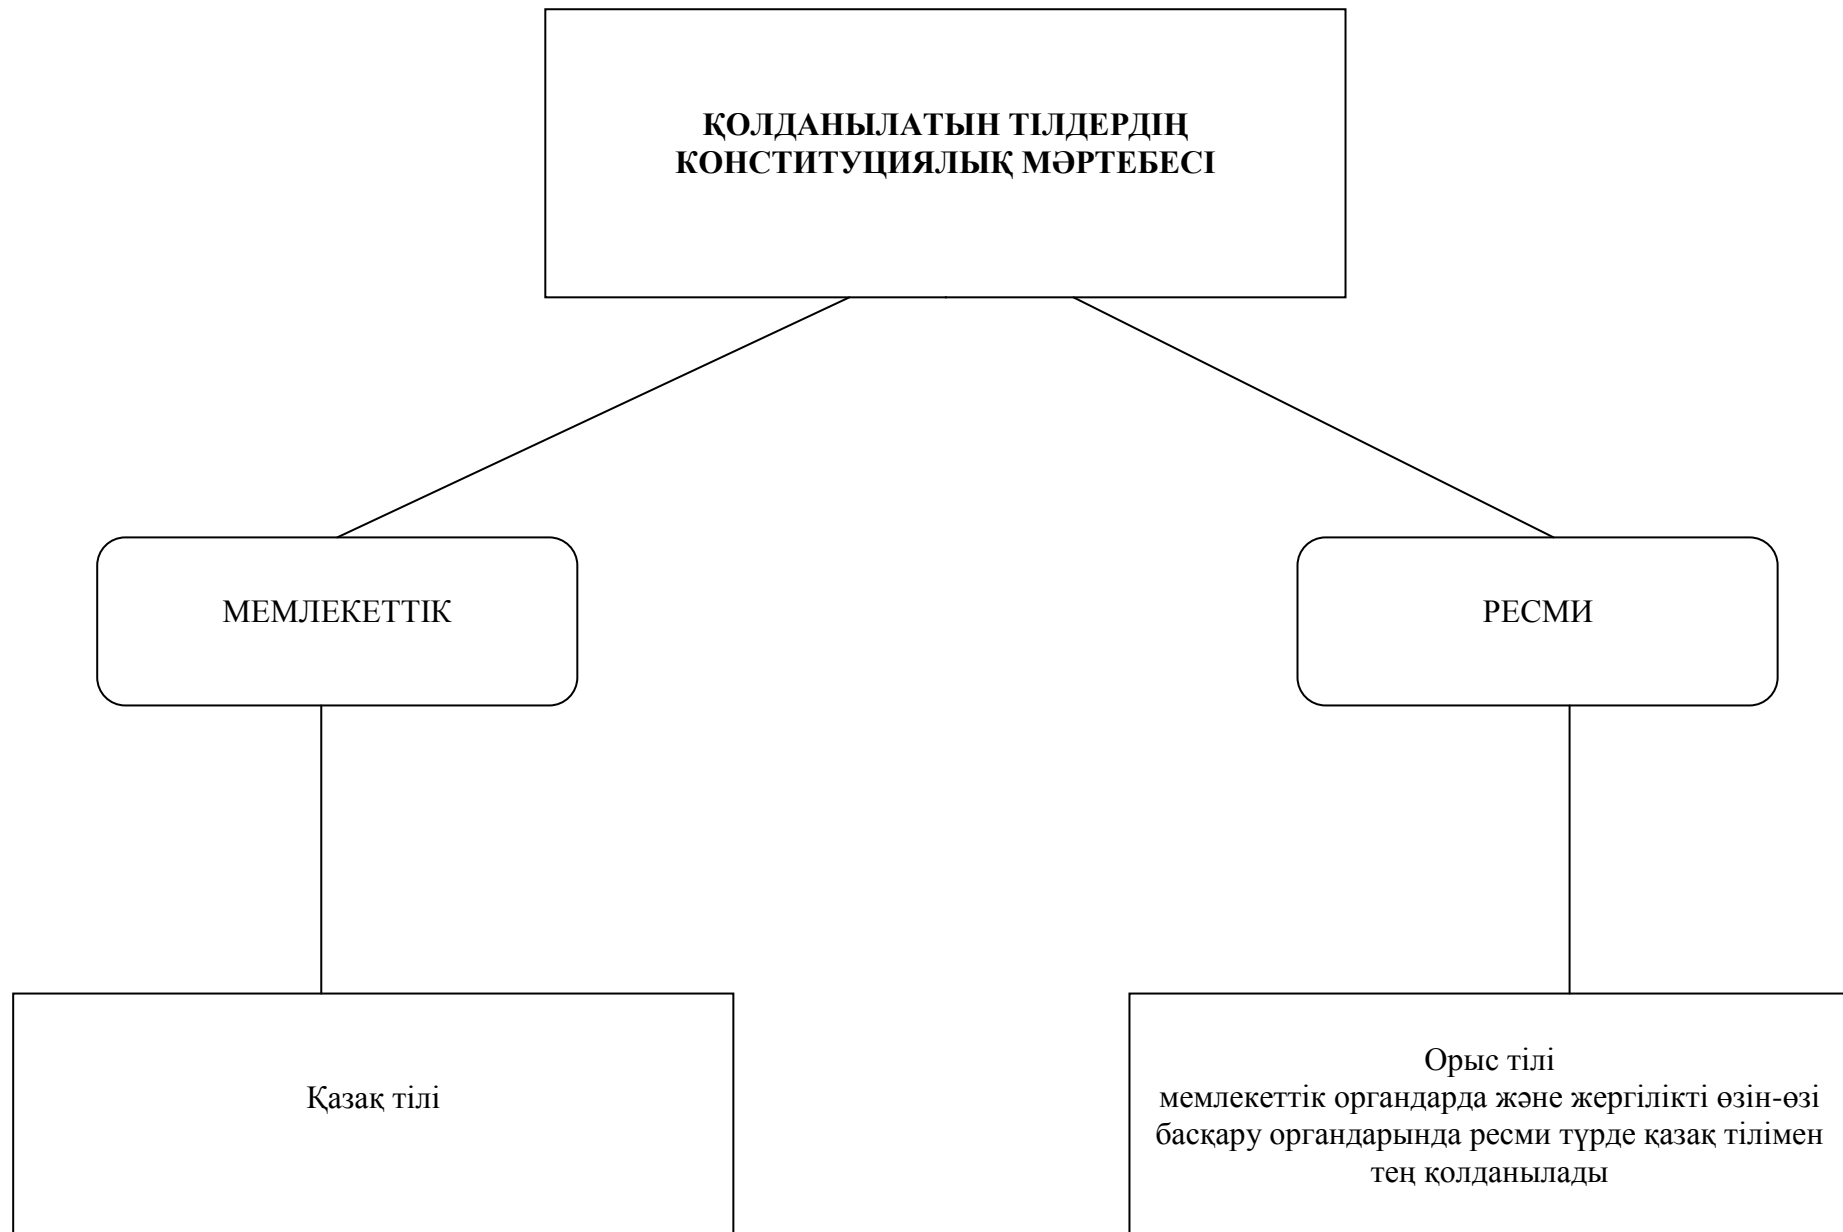 ҚОЛДАНЫЛАТЫН ТІЛДЕРДІҢ
КОНСТИТУЦИЯЛЫҚ МӘРТЕБЕСІ
МЕМЛЕКЕТТІК
РЕСМИ
Қазақ тілі
Орыс тілі
мемлекеттік органдарда және жергілікті өзін-өзі
басқару органдарында ресми түрде қазақ тілімен
тең қолданылады